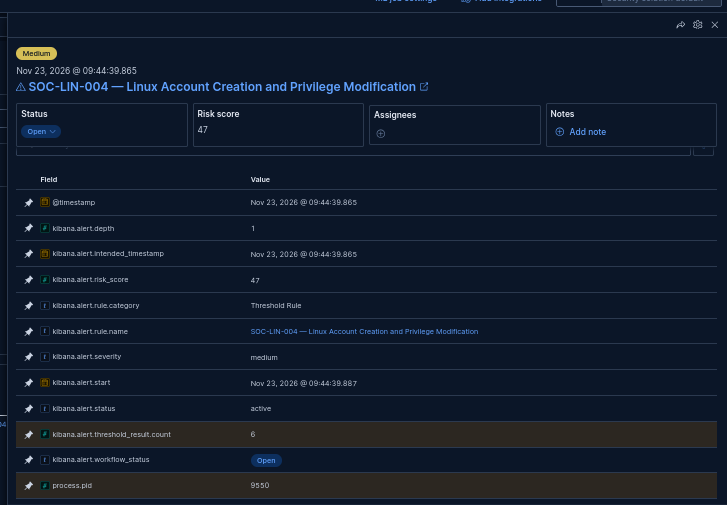 Medium
Nov 23, 2026 @ 09:44:39.865
SOC-LIN-004 — Linux Account Creation and Privilege Modification
Status Risk score Assignees Notes
Open 47 Add note
Field Value
@timestamp Nov 23, 2026 @ 09:44:39.865
kibana.alert.depth 1
kibana.alert.intended_timestamp Nov 23, 2026 @ 09:44:39.865
kibana.alert.risk_score 47
kibana.alert.rule.category Threshold Rule
kibana.alert.rule.name SOC-LIN-004 — Linux Account Creation and Privilege Modification
kibana.alert.severity medium
kibana.alert.start Nov 23, 2026 @ 09:44:39.887
kibana.alert.status active
kibana.alert.threshold_result.count 6
kibana.alert.workflow_status Open
process.pid 9550